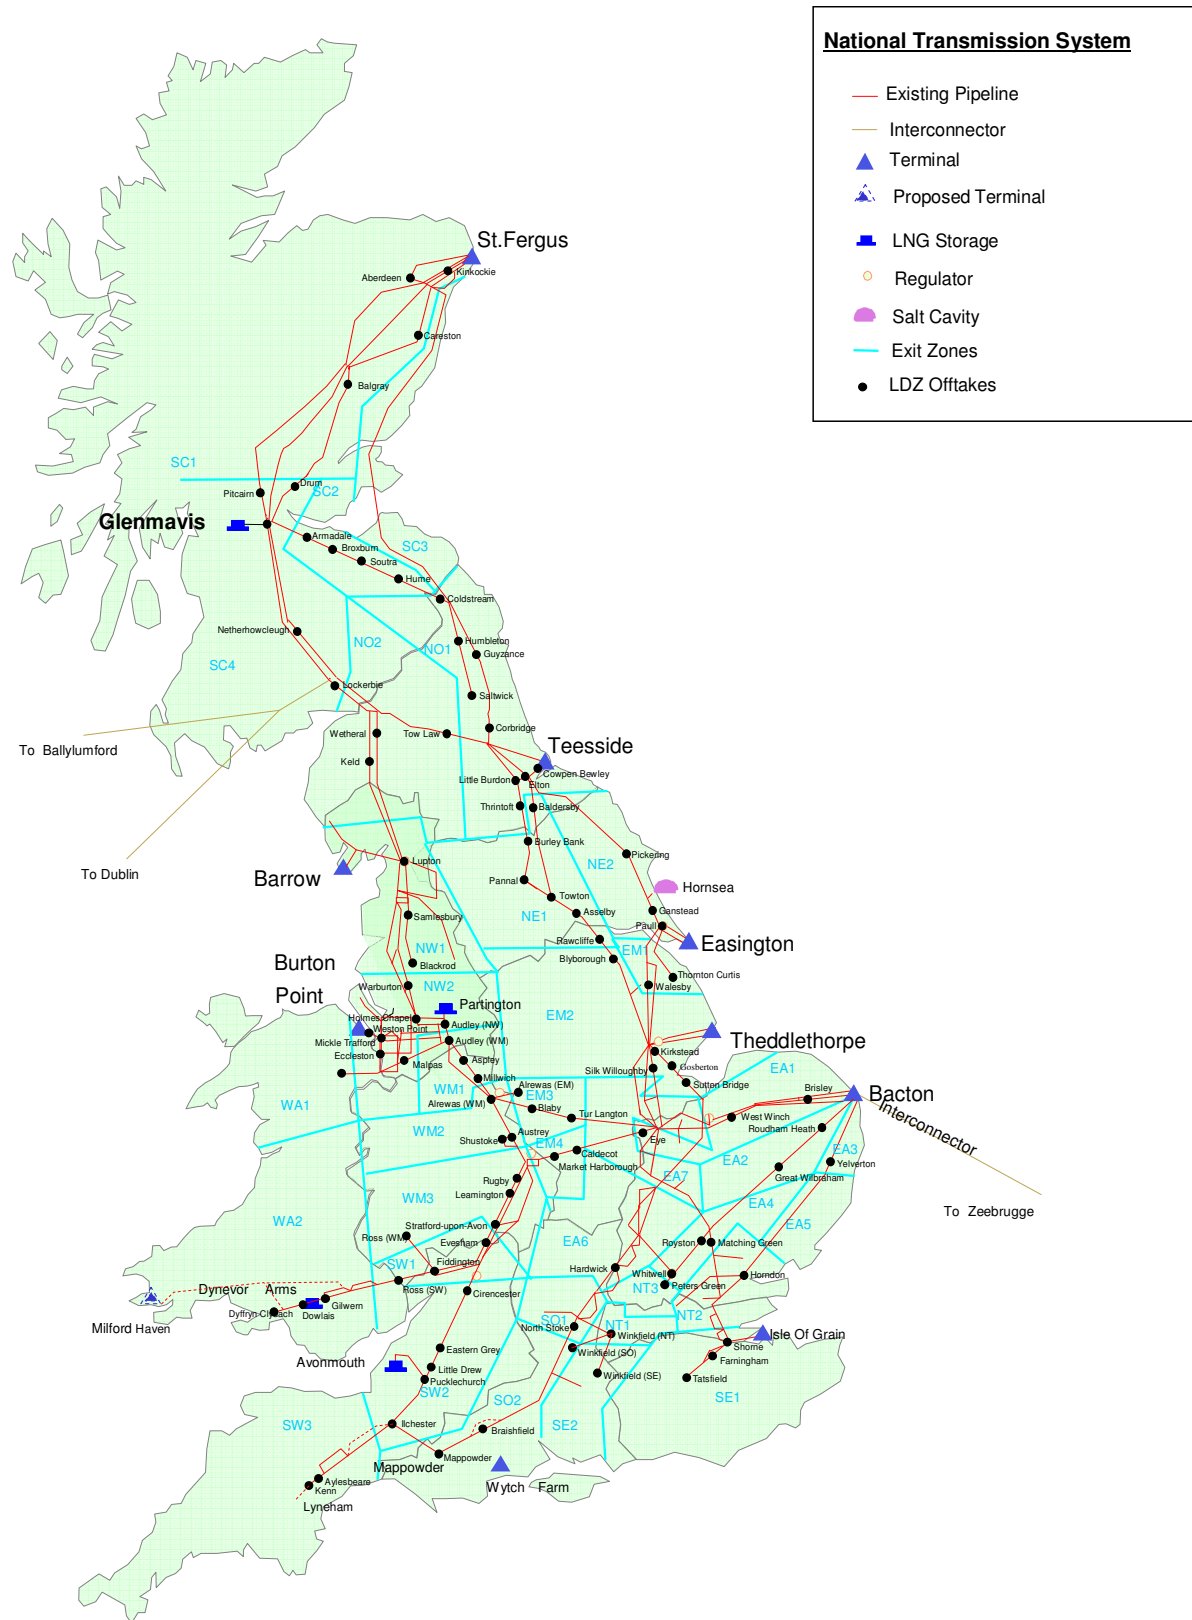 National Transmission System
Existing Pipeline
Interconnector
Terminal
Proposed Terminal
LNG Storage
Regulator
Salt Cavity
Exit Zones
LDZ Offtakes
St.Fergus
Kinkockie
Aberdeen
Careston
Balgray
SC1
Drum
SC2
Pitcairn
Glenmavis
Armadale
SC3
Broxburn
Soutra
Hume
Coldstream
Netherhowcleugh
NO2
NO1
Humbleton
Guyzance
SC4
Lockerbie
Saltwick
Corbridge
To Ballylumford
Wetheral
Tow Law
Teesside
Keld
Cowpen Bewley
Little Burdon
Elton
Thrintoft
Baldersby
Burley Bank
To Dublin
Lupton
Pickering
Barrow
NE2
Pannal
Hornsea
Towton
Samlesbury
NE1
Asselby
Ganstead
Paull
Rawcliffe
Easington
NW1
EM1
Blyborough
Burton
Point
Blackrod
Thornton Curtis
NW2
Warburton
Walesby
Partington
Holmes Chapel
EM2
Weston Point
Audley (NW)
Mickle Trafford
Audley (WM)
Theddlethorpe
Eccleston
Kirkstead
Malpas
Aspley
Silk Willoughby
Gosberton
EA1
Millwich
Sutton Bridge
WM1
Alrewas (EM)
EM3
Brisley
Bacton
Alrewas (WM)
Blaby
WA1
Tur Langton
West Winch
Interconnector
WM2
Roudham Heath
Austrey
Shustoke
EM4
Eye
Caldecot
EA3
EA2
Yelverton
Market Harborough
Great Wilbraham
EA7
Rugby
Leamington
WM3
EA4
To Zeebrugge
WA2
Stratford-upon-Avon
EA5
Ross (WM)
Evesham
EA6
Royston
Matching Green
SW1
Fiddington
Hardwick
Whitwell
Horndon
Ross (SW)
Peters Green
NT3
Dynevor Arms
Cirencester
Gilwern
Dyffryn Clydach
Dowlais
NT2
Milford Haven
SO1
North Stoke
NT1
Winkfield (NT)
Isle Of Grain
Eastern Grey
Winkfield (SO)
Shorne
Avonmouth
Farningham
Little Drew
Winkfield (SE)
Tatsfield
Pucklechurch
SW2
SO2
SE1
SW3
Ilchester
Braishfield
SE2
Mappowder
Mappowder
Aylesbeare
Wytch Farm
Kenn
Lyneham